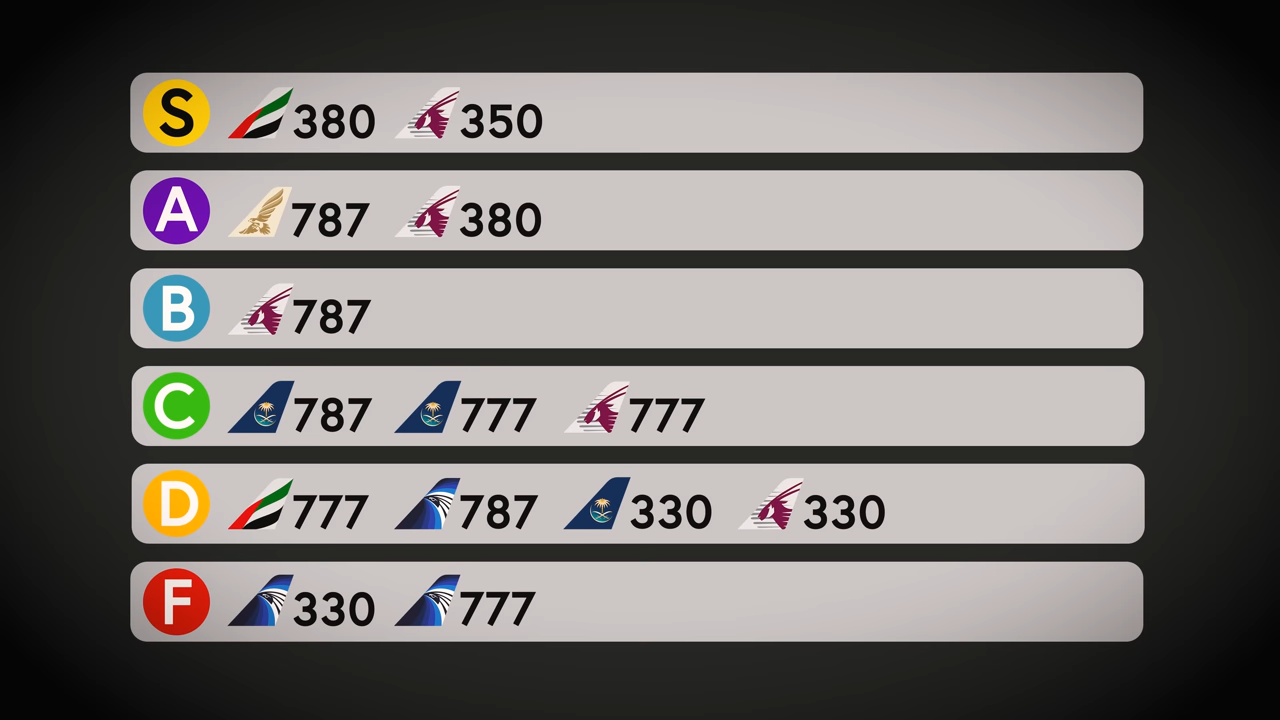 S 380 350
A 787 380
B 787
C 787 777 777
D 777 787 330 330
F 330 777